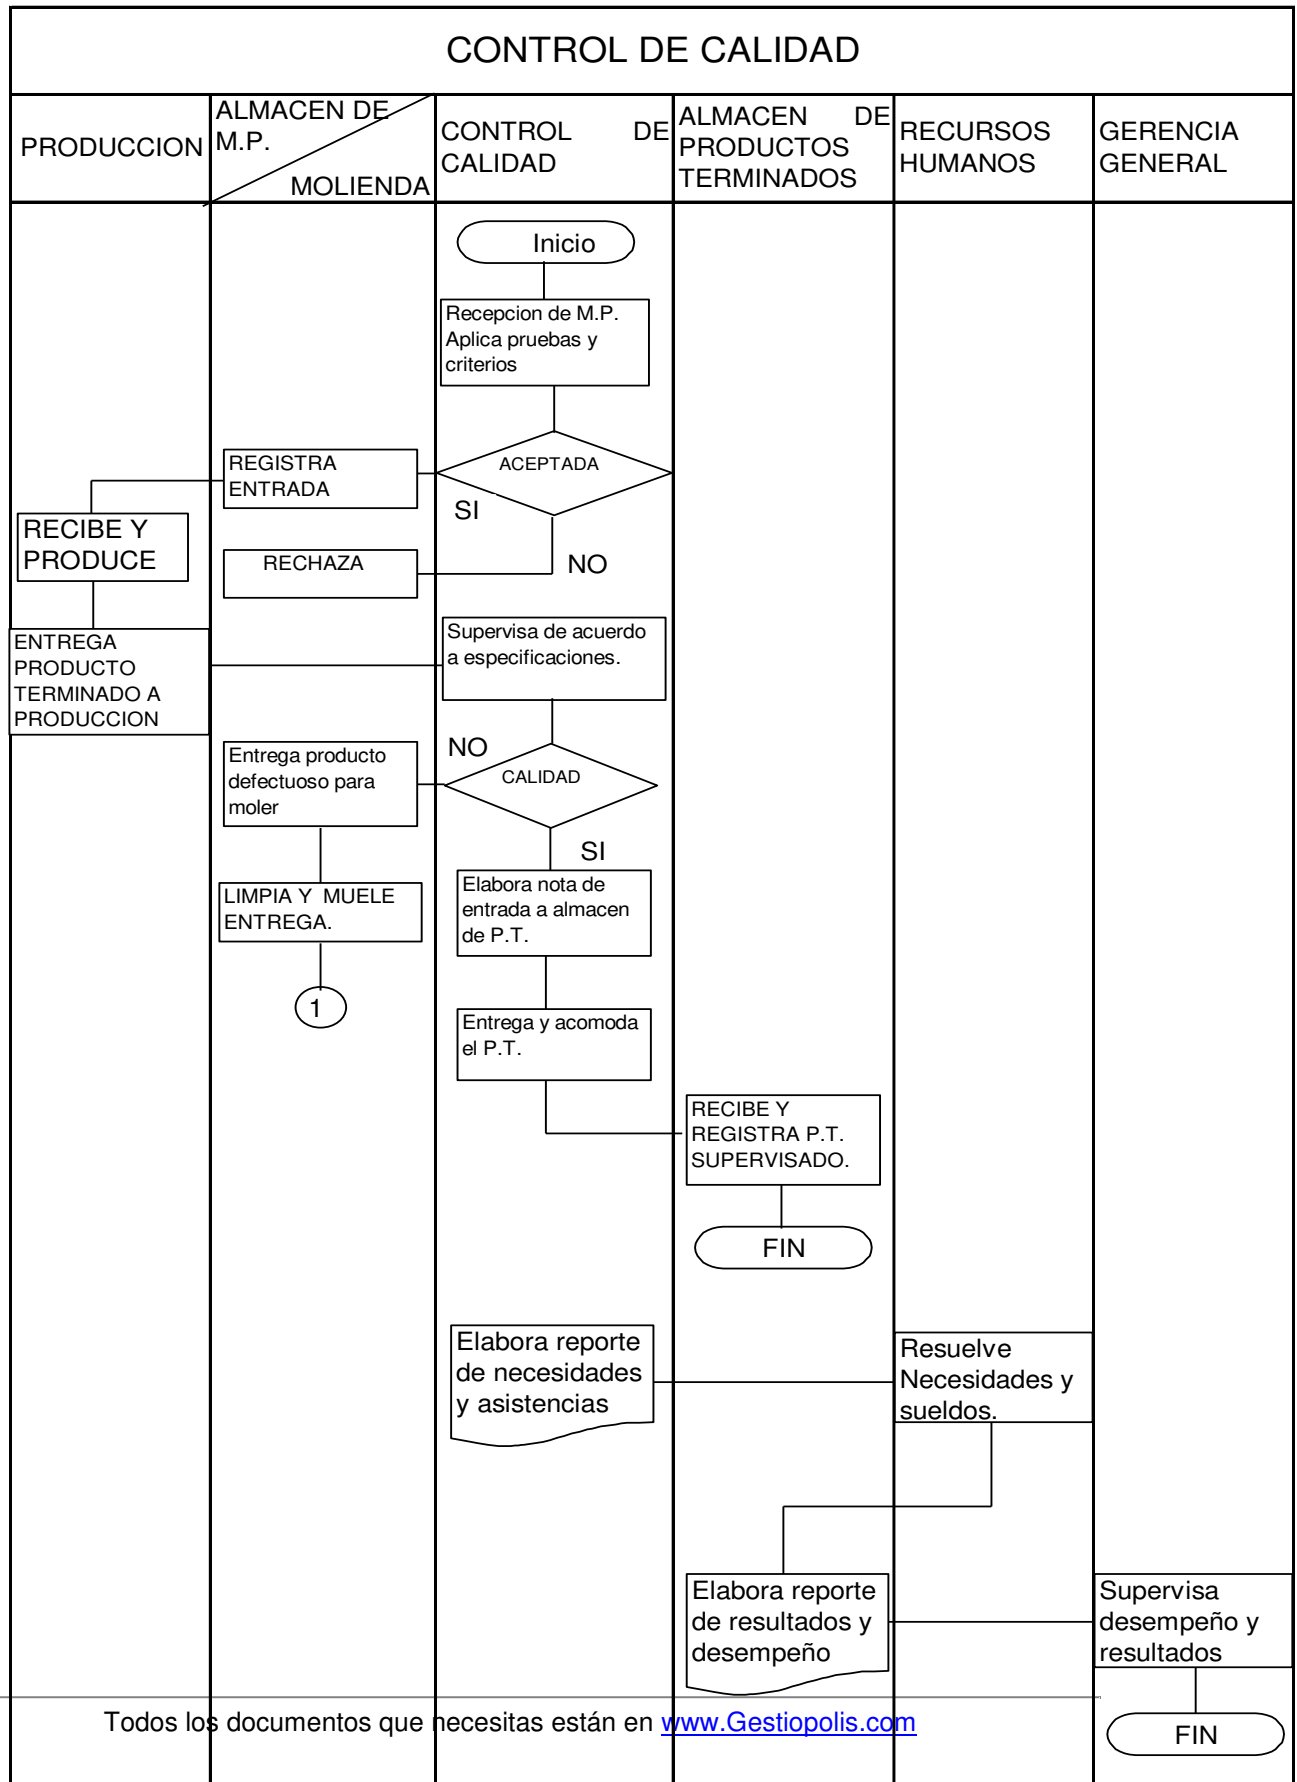 CONTROL DE CALIDAD
PRODUCCION
ALMACEN DE
M.P.
MOLIENDA
CONTROL DE
CALIDAD
ALMACEN DE
PRODUCTOS
TERMINADOS
RECURSOS
HUMANOS
GERENCIA
GENERAL
Inicio
Recepcion de M.P.
Aplica pruebas y
criterios
ACEPTADA
SI
NO
REGISTRA
ENTRADA
RECHAZA
RECIBE Y
PRODUCE
ENTREGA
PRODUCTO
TERMINADO A
PRODUCCION
Supervisa de acuerdo
a especificaciones.
NO
CALIDAD
SI
Entrega producto
defectuoso para
moler
LIMPIA Y MUELE
ENTREGA.
1
Elabora nota de
entrada a almacen
de P.T.
Entrega y acomoda
el P.T.
RECIBE Y
REGISTRA P.T.
SUPERVISADO.
FIN
Elabora reporte
de necesidades
y asistencias
Resuelve
Necesidades y
sueldos.
Elabora reporte
de resultados y
desempeño
Supervisa
desempeño y
resultados
FIN
Todos los documentos que necesitas están en www.Gestiopolis.com